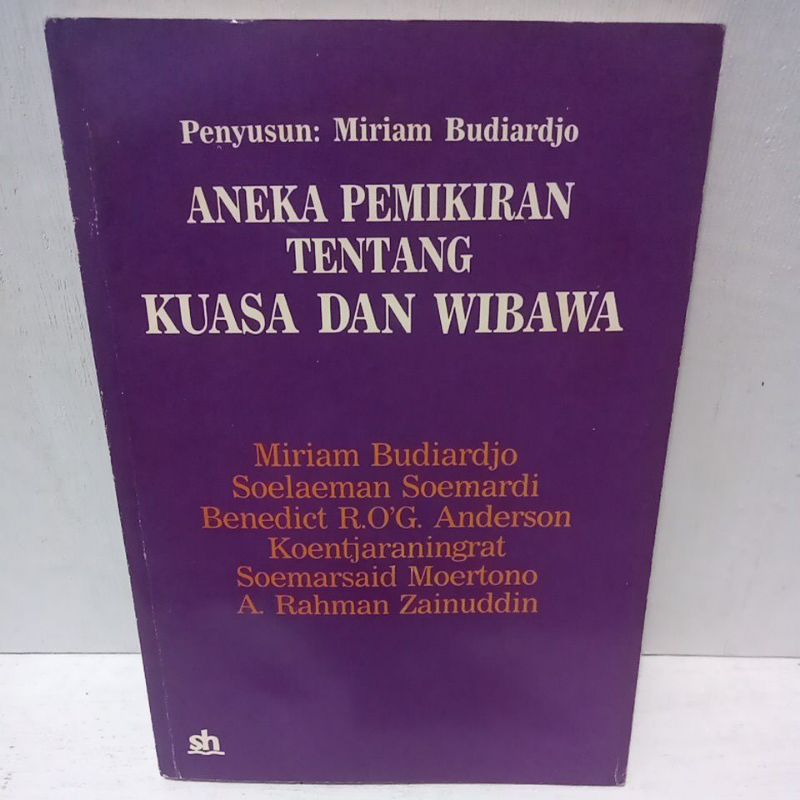 Penyusun: Miriam Budiardjo
ANEKA PEMIKIRAN
TENTANG
KUASA DAN WIBAWA
Miriam Budiardjo
Soelaeman Soemardi
Benedict R.O'G. Anderson
Koentjaraningrat
Soemarsaid Moertono
A. Rahman Zainuddin
sh